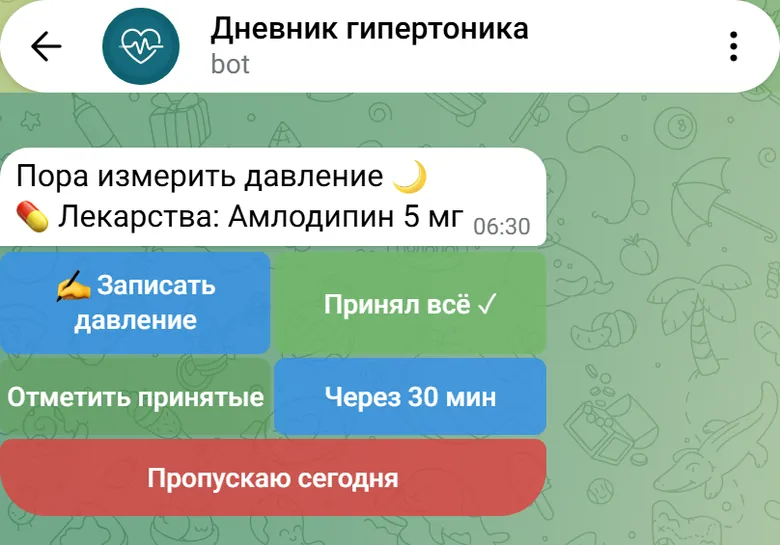 Дневник гипертоника
bot
Пора измерить давление 🌙
💊 Лекарства: Амлодипин 5 мг 06:30
✍️ Записать
давление
Принял всё ✓
Отметить принятые
Через 30 мин
Пропускаю сегодня